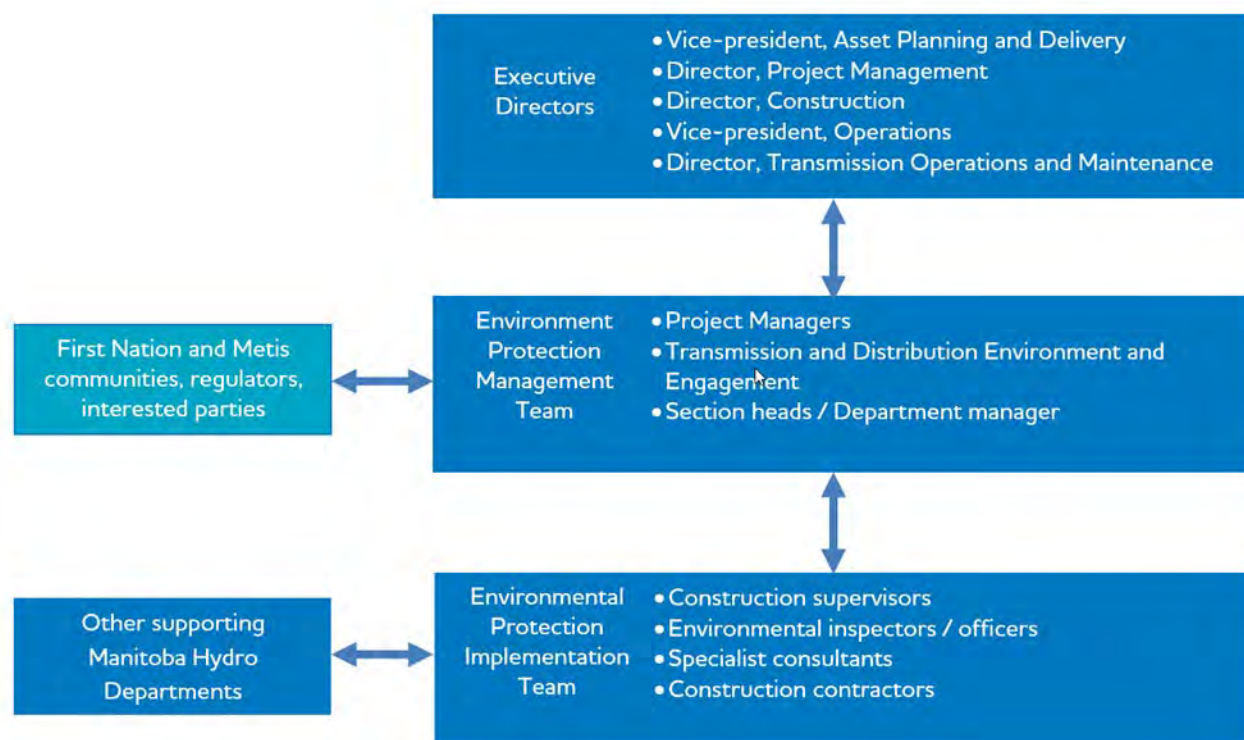 Executive
Directors
• Vice-president, Asset Planning and Delivery
• Director, Project Management
• Director, Construction
• Vice-president, Operations
• Director, Transmission Operations and Maintenance
First Nation and Metis
communities, regulators,
interested parties
Environment
Protection
Management
Team
• Project Managers
• Transmission and Distribution Environment and
Engagement
• Section heads / Department manager
Other supporting
Manitoba Hydro
Departments
Environmental
Protection
Implementation
Team
• Construction supervisors
• Environmental inspectors / officers
• Specialist consultants
• Construction contractors